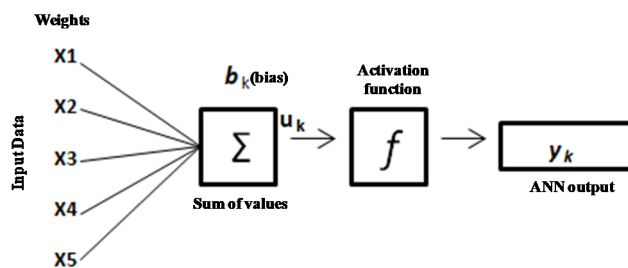 Weights
Input Data
X1
X2
X3
X4
X5
b k (bias)
Σ
Sum of values
u k
Activation
function
f
y k
ANN output